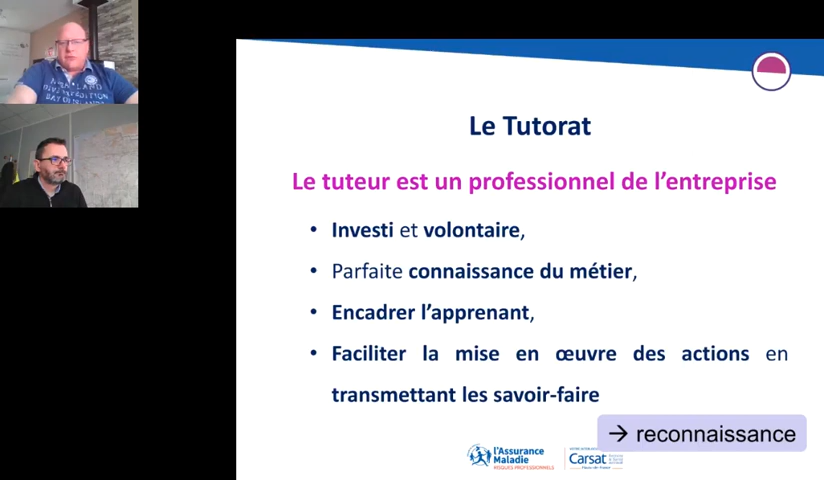 Le Tutorat
Le tuteur est un professionnel de l'entreprise
• Investi et volontaire,
• Parfaite connaissance du métier,
• Encadrer l'apprenant,
• Faciliter la mise en œuvre des actions en
transmettant les savoir-faire
→ reconnaissance
l'Assurance
Maladie
RISQUES PROFESSIONNELS
Carsat